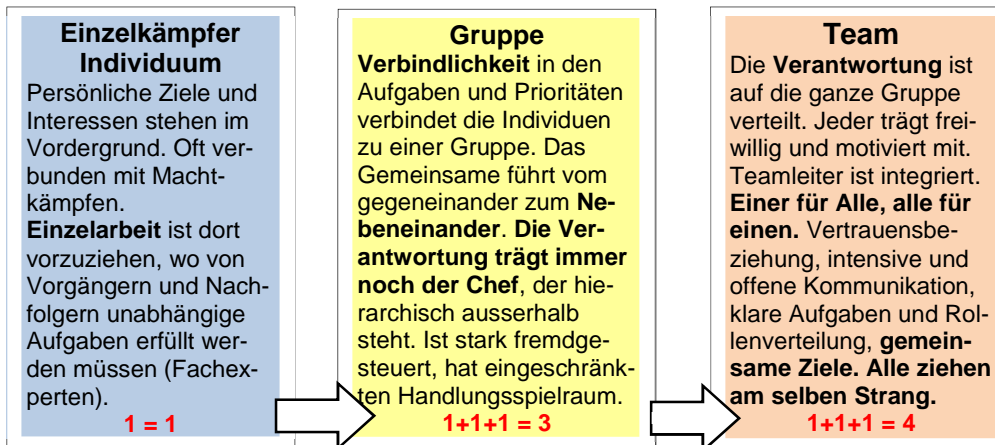 Einzelkämpfer
Individuum
Persönliche Ziele und
Interessen stehen im
Vordergrund. Oft ver-
bunden mit Macht-
kämpfen.
Einzelarbeit ist dort
vorzuziehen, wo von
Vorgängern und Nach-
folgern unabhängige
Aufgaben erfüllt wer-
den müssen (Fachex-
perten).
1 = 1
Gruppe
Verbindlichkeit in den
Aufgaben und Prioritäten
verbindet die Individuen
zu einer Gruppe. Das
Gemeinsame führt vom
gegeneinander zum Ne-
beneinander. Die Ver-
antwortung trägt immer
noch der Chef, der hie-
rarchisch ausserhalb
steht. Ist stark fremdge-
steuert, hat eingeschränk-
ten Handlungsspielraum.
1+1+1 = 3
Team
Die Verantwortung ist
auf die ganze Gruppe
verteilt. Jeder trägt frei-
willig und motiviert mit.
Teamleiter ist integriert.
Einer für Alle, alle für
einen. Vertrauensbe-
ziehung, intensive und
offene Kommunikation,
klare Aufgaben und Rol-
lenverteilung, gemein-
same Ziele. Alle ziehen
am selben Strang.
1+1+1 = 4